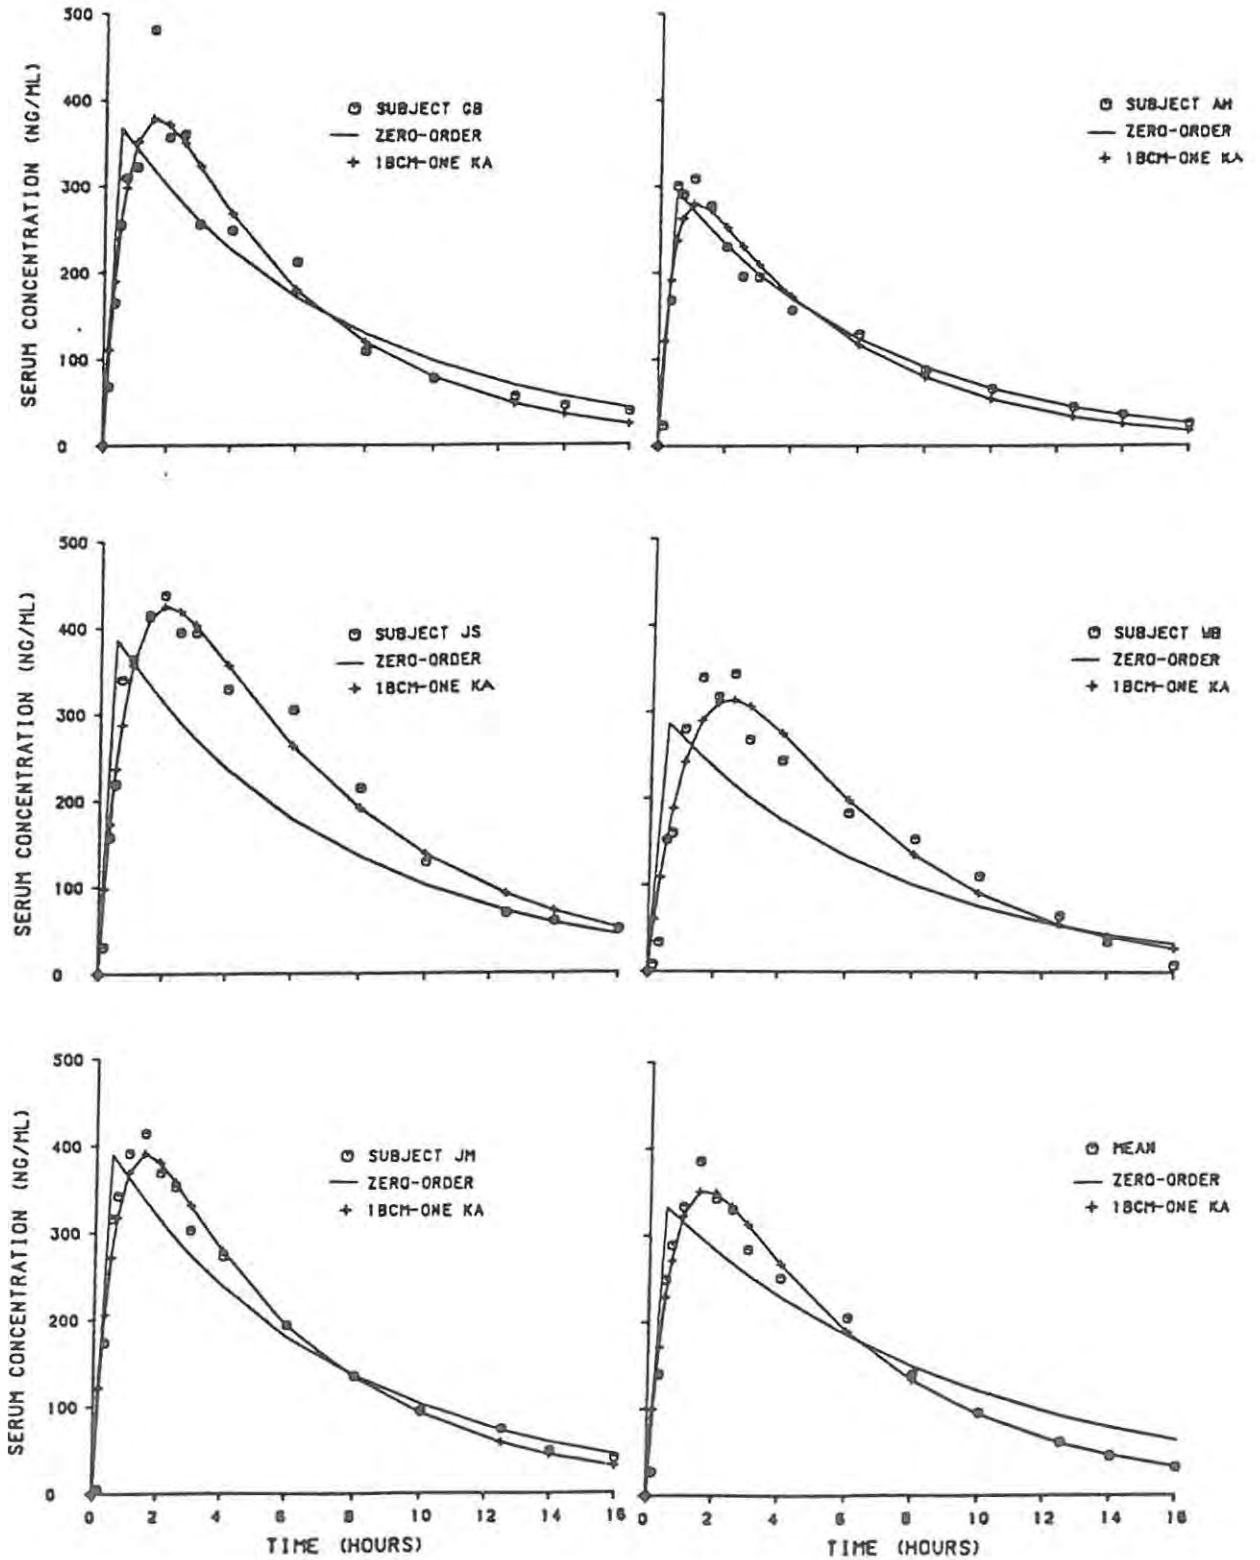 500
400
300
200
100
0
SERUM CONCENTRATION (NG/ML)
SUBJECT GB
ZERO-ORDER
1BCM-ONE KA
SUBJECT AH
ZERO-ORDER
1BCM-ONE KA
500
400
300
200
100
0
SERUM CONCENTRATION (NG/ML)
SUBJECT JS
ZERO-ORDER
1BCM-ONE KA
SUBJECT WB
ZERO-ORDER
1BCM-ONE KA
500
400
300
200
100
0
SERUM CONCENTRATION (NG/ML)
SUBJECT JM
ZERO-ORDER
1BCM-ONE KA
0 2 4 6 8 10 12 14 16
TIME (HOURS)
MEAN
ZERO-ORDER
1BCM-ONE KA
0 2 4 6 8 10 12 14 16
TIME (HOURS)